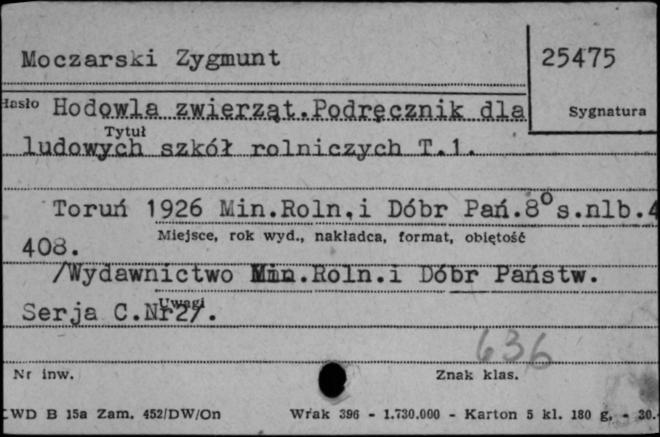 Moczarski Zygmunt
25475
Hasło Hodowla zwierząt.Podręcznik dla
Sygnatura
Tytuł
ludowych szkół rolniczych T.1.
Toruń 1926 Min.Roln.i Dóbr Pań.8° s.nlb.4
Miejsce, rok wyd., nakładca, format, objętość
408.
/Wydawnictwo Min.Roln.i Dóbr Państw.
Uwagi
Serja C.Nr2/.
636
Nr inw.
Znak klas.
WD B 15a Zam. 452/DW/On Wrak 396 - 1.730.000 - Karton 5 kl. 180 g. - 30.